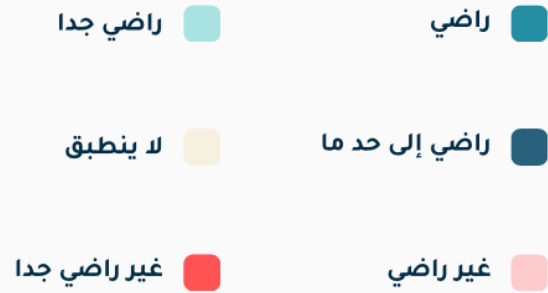 راضي
راضي جدا
راضي إلى حد ما
لا ينطبق
غير راضي
غير راضي جدا